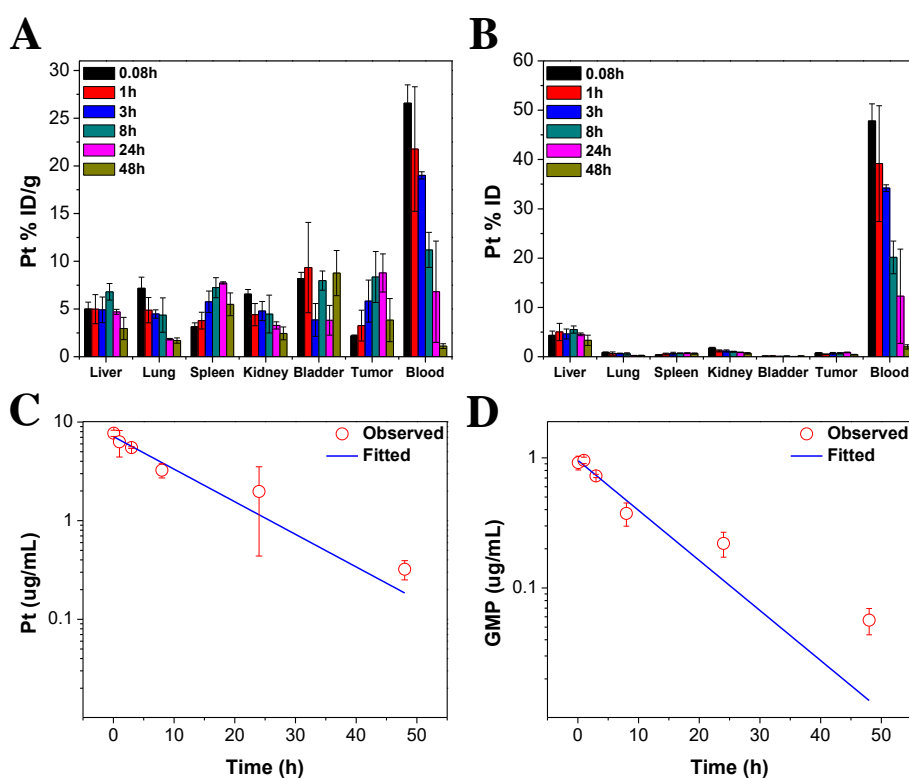 A
Pt % ID/g
30
25
20
15
10
5
0
0.08h
1h
3h
8h
24h
48h
Liver Lung Spleen Kidney Bladder Tumor Blood
B
Pt % ID
60
50
40
30
20
10
0
0.08h
1h
3h
8h
24h
48h
Liver Lung Spleen Kidney Bladder Tumor Blood
C
Pt (ug/mL)
10
1
0.1
Observed
Fitted
0 10 20 30 40 50
Time (h)
D
GMP (ug/mL)
1
0.1
Observed
Fitted
0 10 20 30 40 50
Time (h)